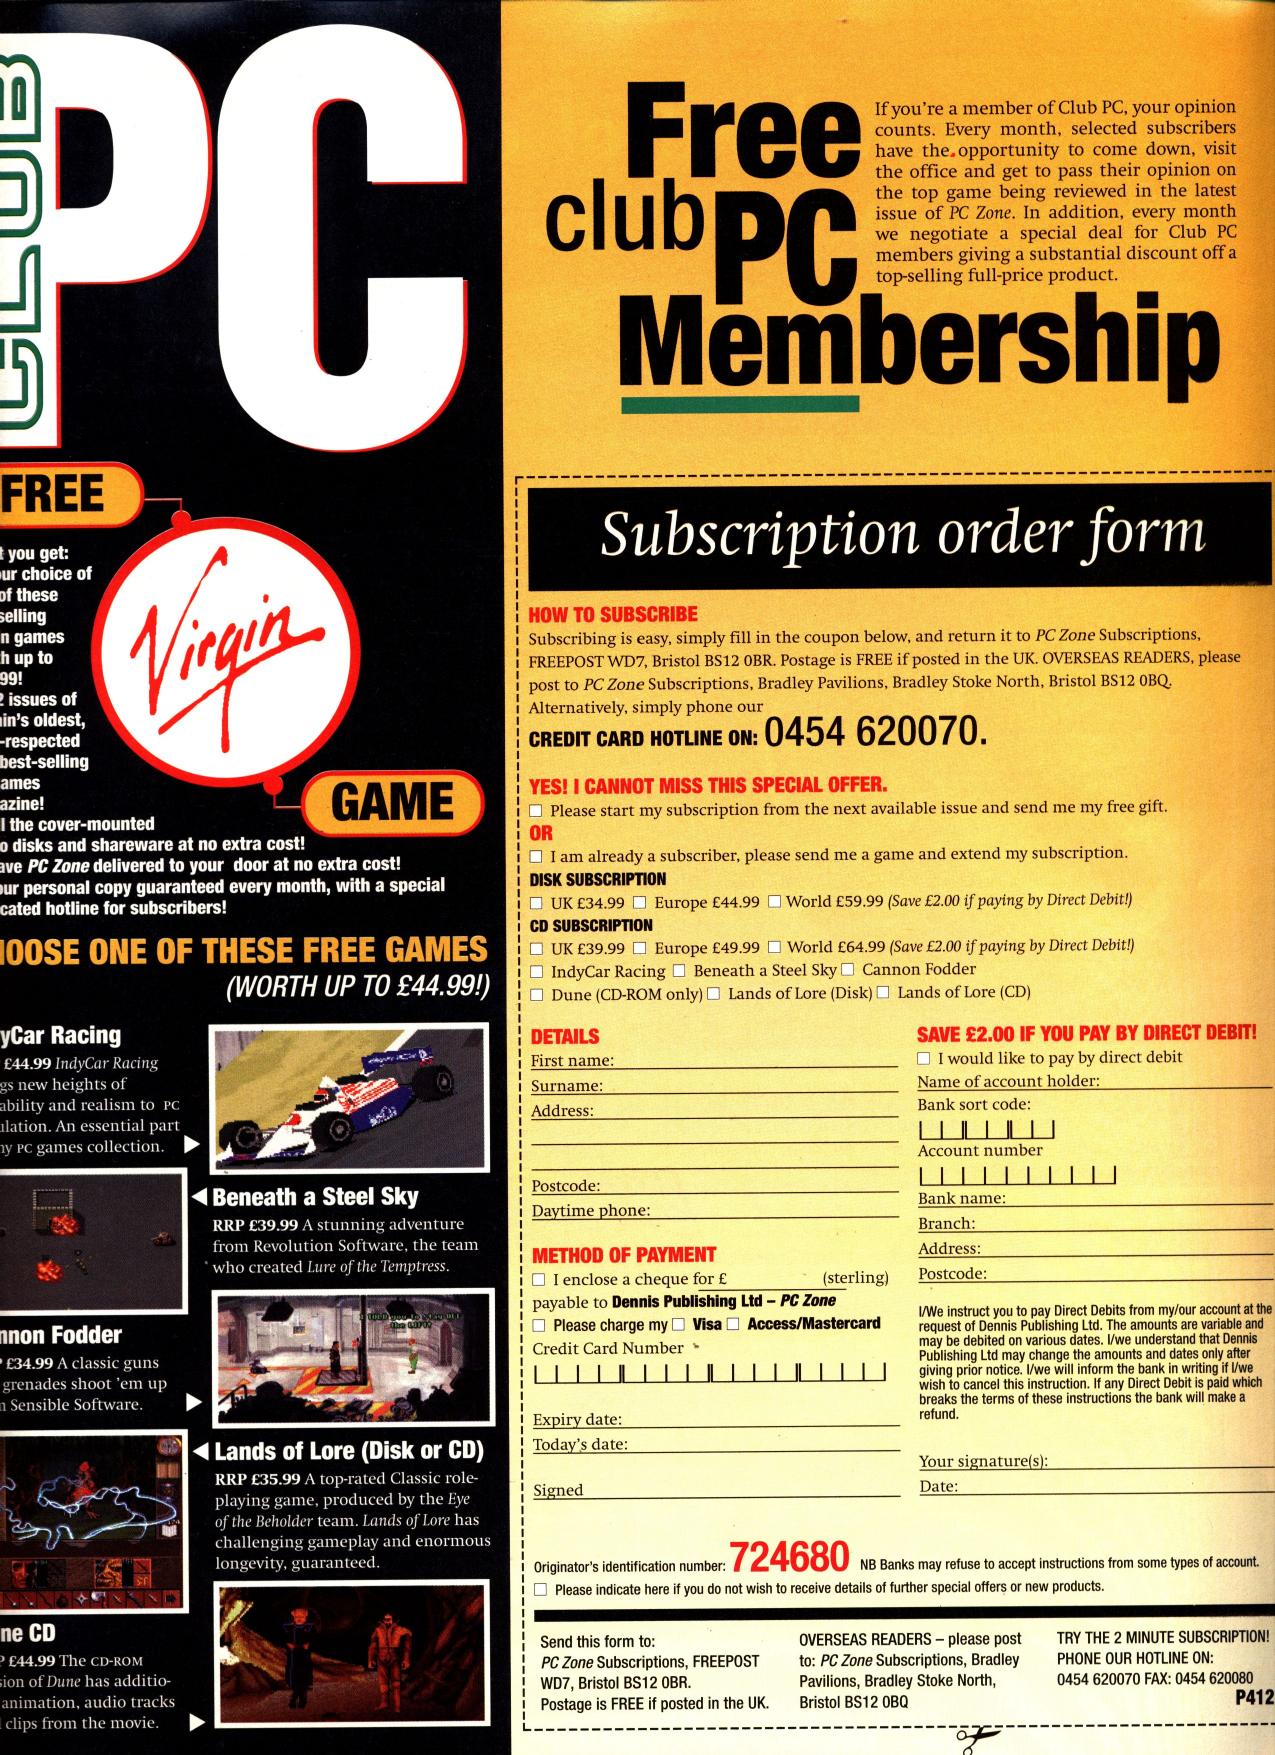 CLUB
PC
FREE
Virgin
GAME
you get:
our choice of
of these
selling
games
up to
99!
issues of
oldest,
-respected
best-selling
the cover-mounted
disks and shareware at no extra cost!
PC Zone delivered to your door at no extra cost!
personal copy guaranteed every month, with a special
hotline for subscribers!
ONE OF THESE FREE GAMES
(WORTH UP TO £44.99!)
Racing
£44.99 IndyCar Racing
new heights of
and realism to PC
An essential part
PC games collection.
Beneath a Steel Sky
RRP £39.99 A stunning adventure
from Revolution Software, the team
who created Lure of the Temptress.
Fodder
£34.99 A classic guns
grenades shoot 'em up
Sensible Software.
Lands of Lore (Disk or CD)
RRP £35.99 A top-rated Classic role-
playing game, produced by the Eye
of the Beholder team. Lands of Lore has
challenging gameplay and enormous
longevity, guaranteed.
CD
£44.99 The CD-ROM
of Dune has additio-
animation, audio tracks
clips from the movie.
Free
club PC
Membership
If you're a member of Club PC, your opinion
counts. Every month, selected subscribers
have the opportunity to come down, visit
the office and get to pass their opinion on
the top game being reviewed in the latest
issue of PC Zone. In addition, every month
we negotiate a special deal for Club PC
members giving a substantial discount off a
top-selling full-price product.
Subscription order form
HOW TO SUBSCRIBE
Subscribing is easy, simply fill in the coupon below, and return it to PC Zone Subscriptions,
FREEPOST WD7, Bristol BS12 0BR. Postage is FREE if posted in the UK. OVERSEAS READERS, please
post to PC Zone Subscriptions, Bradley Pavilions, Bradley Stoke North, Bristol BS12 0BQ.
Alternatively, simply phone our
CREDIT CARD HOTLINE ON: 0454 620070.
YES! I CANNOT MISS THIS SPECIAL OFFER.
Please start my subscription from the next available issue and send me my free gift.
OR
I am already a subscriber, please send me a game and extend my subscription.
DISK SUBSCRIPTION
UK £34.99 Europe £44.99 World £59.99 (Save £2.00 if paying by Direct Debit!)
CD SUBSCRIPTION
UK £39.99 Europe £49.99 World £64.99 (Save £2.00 if paying by Direct Debit!)
IndyCar Racing Beneath a Steel Sky Cannon Fodder
Dune (CD-ROM only) Lands of Lore (Disk) Lands of Lore (CD)
DETAILS
First name:
Surname:
Address:
Postcode:
Daytime phone:
METHOD OF PAYMENT
I enclose a cheque for £ (sterling)
payable to Dennis Publishing Ltd – PC Zone
Please charge my Visa Access/Mastercard
Credit Card Number
Expiry date:
Today's date:
Signed
SAVE £2.00 IF YOU PAY BY DIRECT DEBIT!
I would like to pay by direct debit
Name of account holder:
Bank sort code:
Account number
Bank name:
Branch:
Address:
Postcode:
I/We instruct you to pay Direct Debits from my/our account at the
request of Dennis Publishing Ltd. The amounts are variable and
may be debited on various dates. I/we understand that Dennis
Publishing Ltd may change the amounts and dates only after
giving prior notice. I/we will inform the bank in writing if I/we
wish to cancel this instruction. If any Direct Debit is paid which
breaks the terms of these instructions the bank will make a
refund.
Your signature(s):
Date:
Originator's identification number: 724680 NB Banks may refuse to accept instructions from some types of account.
Please indicate here if you do not wish to receive details of further special offers or new products.
Send this form to:
PC Zone Subscriptions, FREEPOST
WD7, Bristol BS12 0BR.
Postage is FREE if posted in the UK.
OVERSEAS READERS – please post
to: PC Zone Subscriptions, Bradley
Pavilions, Bradley Stoke North,
Bristol BS12 0BQ
TRY THE 2 MINUTE SUBSCRIPTION!
PHONE OUR HOTLINE ON:
0454 620070 FAX: 0454 620080
P412